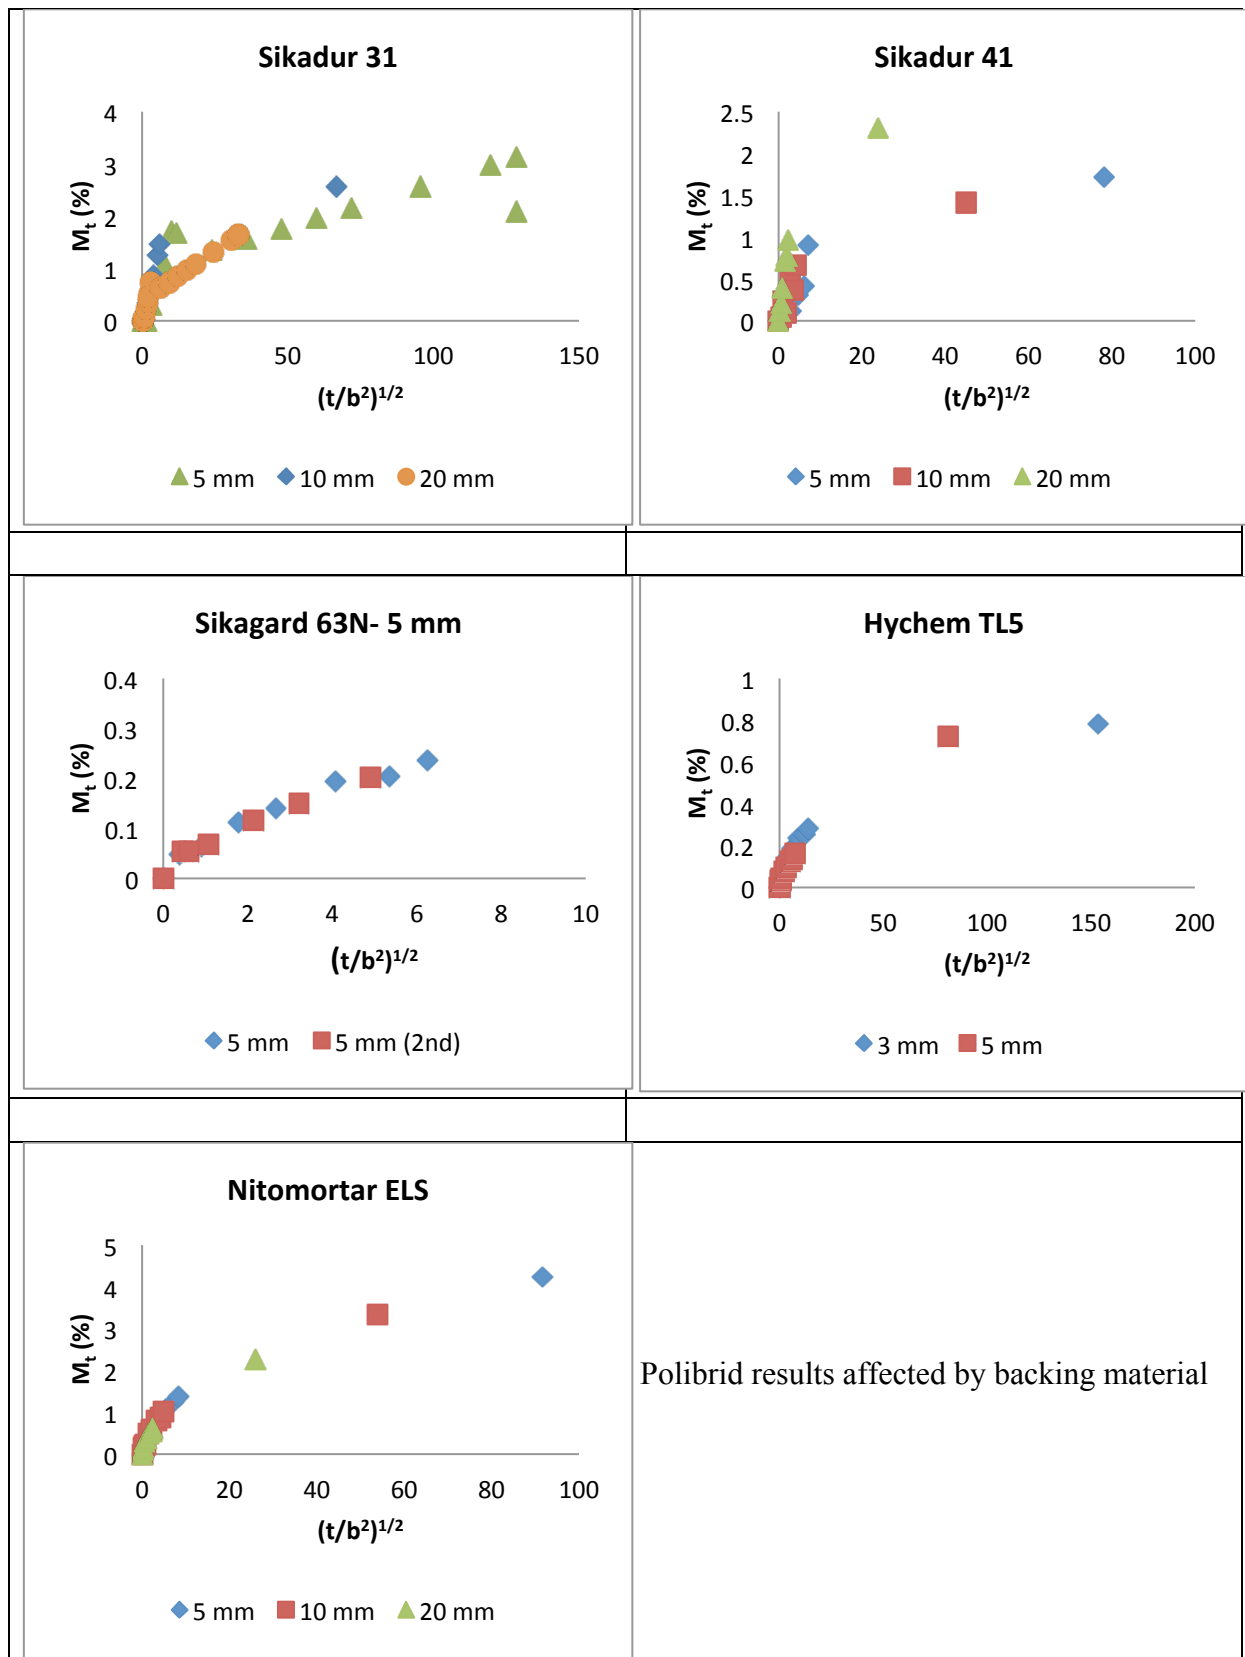 Sikadur 31
4
3
2
1
0
M_t (%)
0 50 100 150
(t/b²)¹/²
5 mm 10 mm 20 mm
Sikadur 41
2.5
2
1.5
1
0.5
0
M_t (%)
0 20 40 60 80 100
(t/b²)¹/²
5 mm 10 mm 20 mm
Sikagard 63N- 5 mm
0.4
0.3
0.2
0.1
0
M_t (%)
0 2 4 6 8 10
(t/b²)¹/²
5 mm 5 mm (2nd)
Hychem TL5
1
0.8
0.6
0.4
0.2
0
M_t (%)
0 50 100 150 200
(t/b²)¹/²
3 mm 5 mm
Nitomortar ELS
5
4
3
2
1
0
M_t (%)
0 20 40 60 80 100
(t/b²)¹/²
5 mm 10 mm 20 mm
Polibrid results affected by backing material